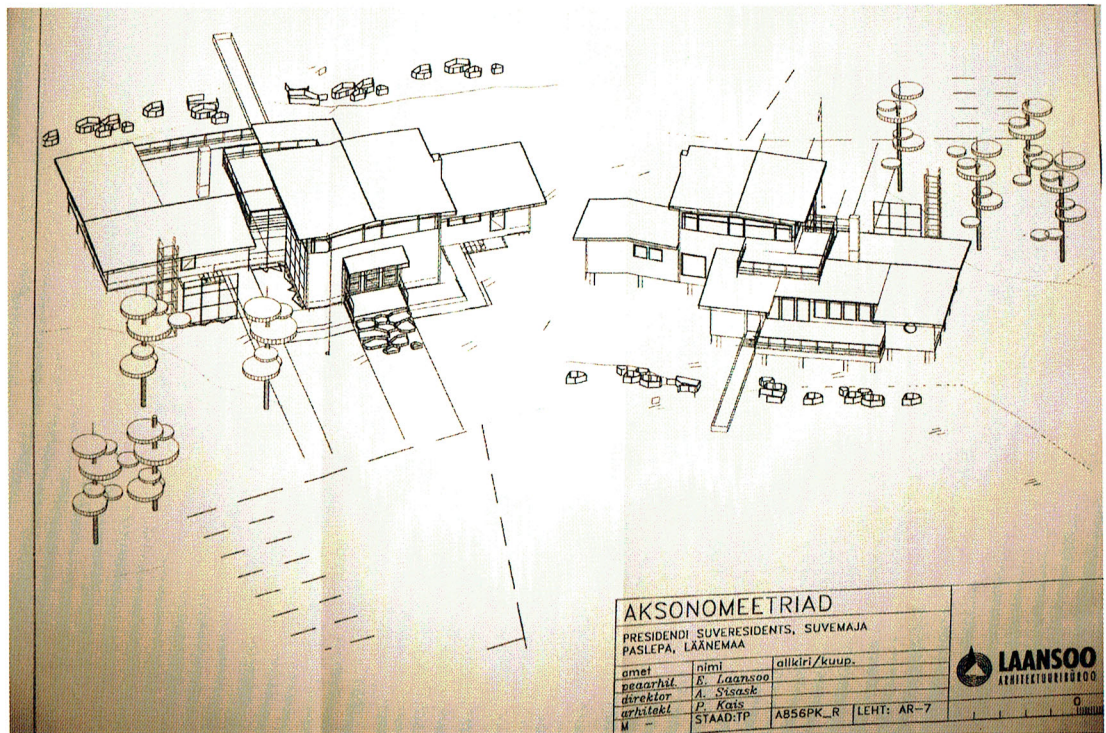 AKSONOMEETRIAD
PRESIDENDI SUVERESIDENTS, SUVEMAJA
PASLEPA, LÄÄNEMAA
amet nimi allkiri/kuup.
peaarhit. E. Laansoo
direktor A. Sisask
arhitekt P. Kais
M - STAAD:TP A856PK_R LEHT: AR-7
LAANSOO
ARHITEKTUURIBÜROO
0